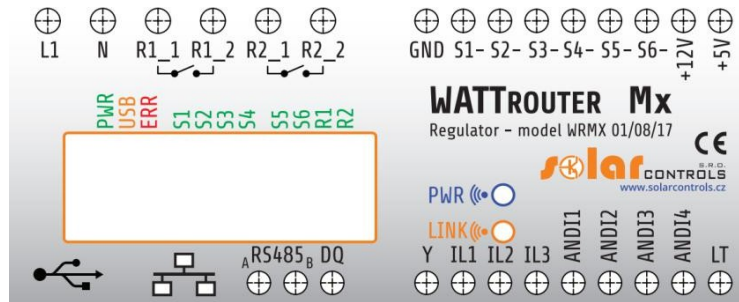 L1 N R1_1 R1_2 R2_1 R2_2
GND S1- S2- S3- S4- S5- S6- +12V +5V
PWR USB ERR S1 S2 S3 S4 S5 S6 R1 R2
WATTROUTER Mx
Regulator – model WRMX 01/08/17
CE
solar CONTROLS S.R.O.
www.solarcontrols.cz
PWR
LINK
A RS485 B DQ
Y IL1 IL2 IL3 ANDI1 ANDI2 ANDI3 ANDI4 LT